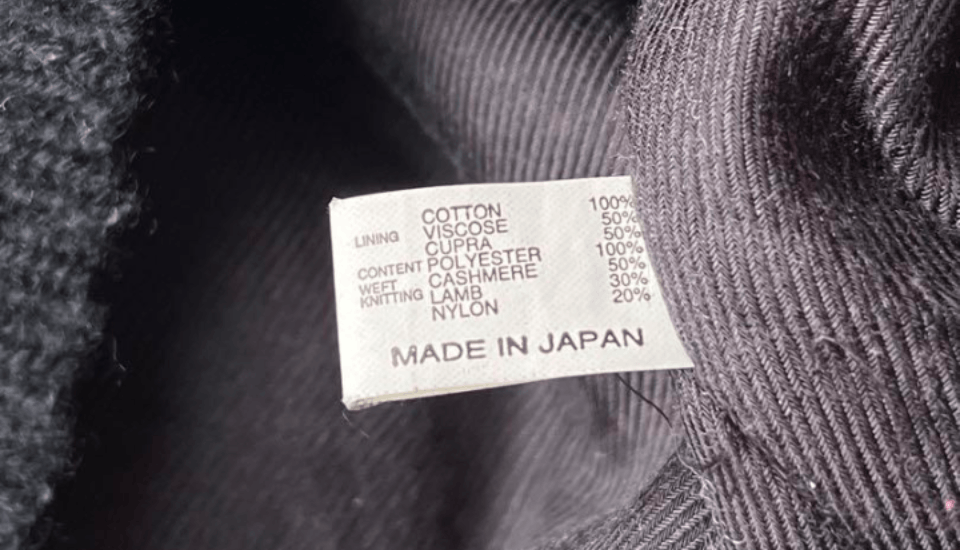 COTTON 100%
LINING VISCOSE 50%
CUPRA 50%
CONTENT POLYESTER 100%
WEFT CASHMERE 50%
KNITTING LAMB 30%
NYLON 20%
MADE IN JAPAN